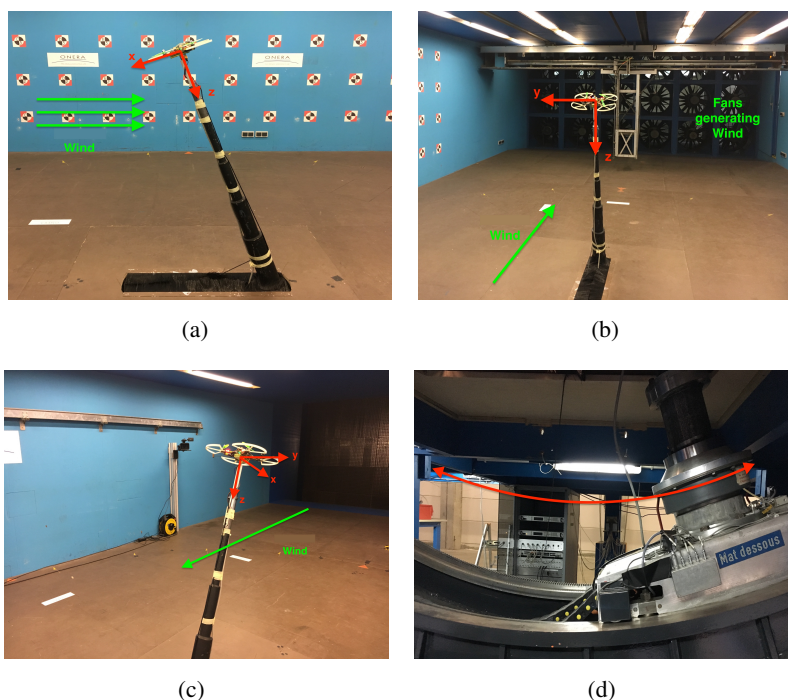 ONERA
ONERA
x
z
Wind
(a)
y
z
Fans
generating
Wind
Wind
(b)
y
x
z
Wind
(c)
Mat dessous
(d)